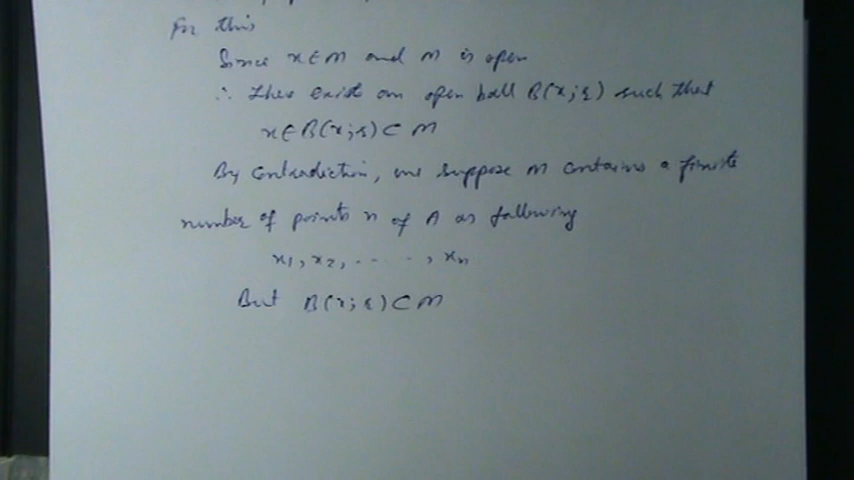 For this
Since x ∈ M and M is open
∴ there exist an open ball B(x;r) such that
x ∈ B(x;r) ⊂ M
By contradiction, we suppose M contains a finite
number of points n of A as following
x₁, x₂, ....., xₙ
But B(x;r) ⊂ M